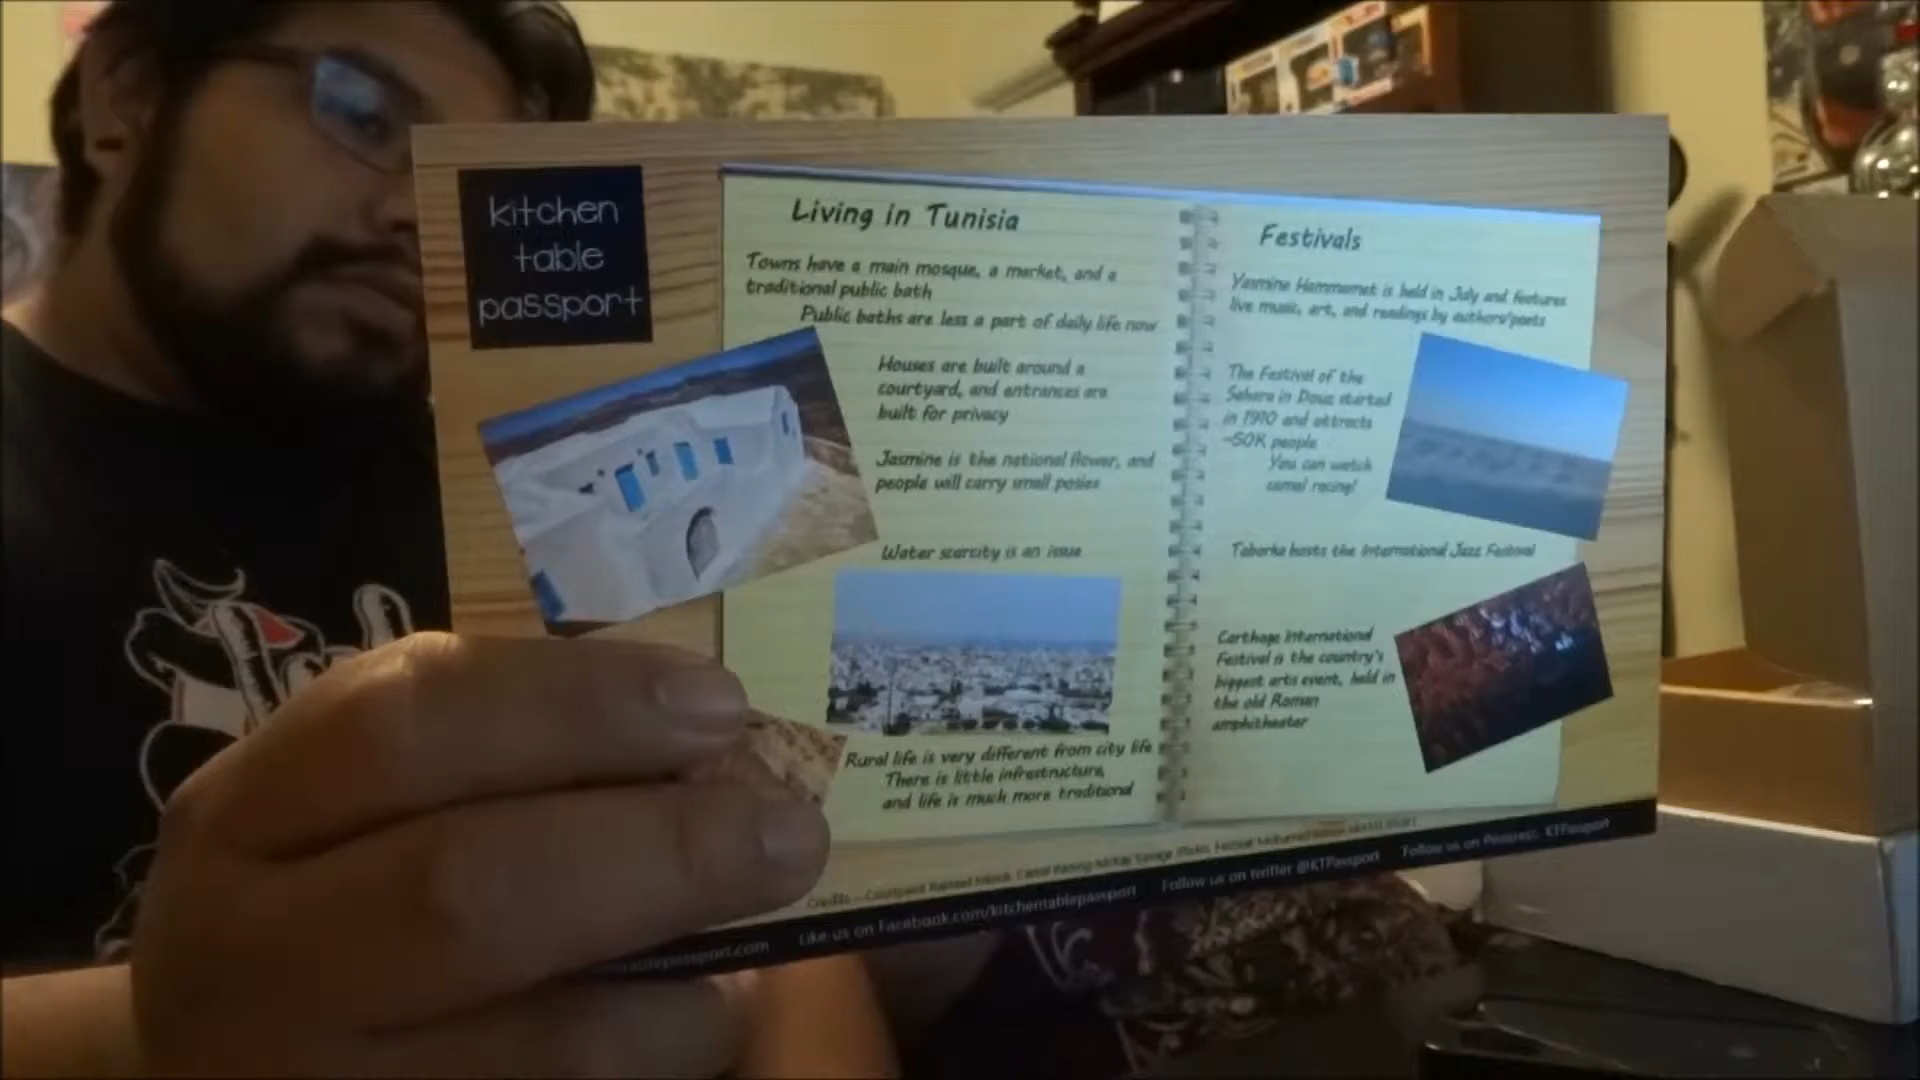 kitchen
table
passport
Living in Tunisia
Towns have a main mosque, a market, and a
traditional public bath
Public baths are less a part of daily life now
Houses are built around a
courtyard, and entrances are
built for privacy
Jasmine is the national flower, and
people will carry small posies
Water scarcity is an issue
Rural life is very different from city life
There is little infrastructure,
and life is much more traditional
Festivals
Yasmine Hammamet is held in July and features
live music, art, and readings by authors/poets
The Festival of the
Sahara in Douz started
in 1910 and attracts
~50K people
You can watch
camel racing!
Tabarka hosts the International Jazz Festival
Carthage International
Festival is the country's
biggest arts event, held in
the old Roman
amphitheater
Credits
Like us on Facebook.com/kitchentablepassport Follow us on twitter @KTPassport Follow us on Pinterest, KTPassport